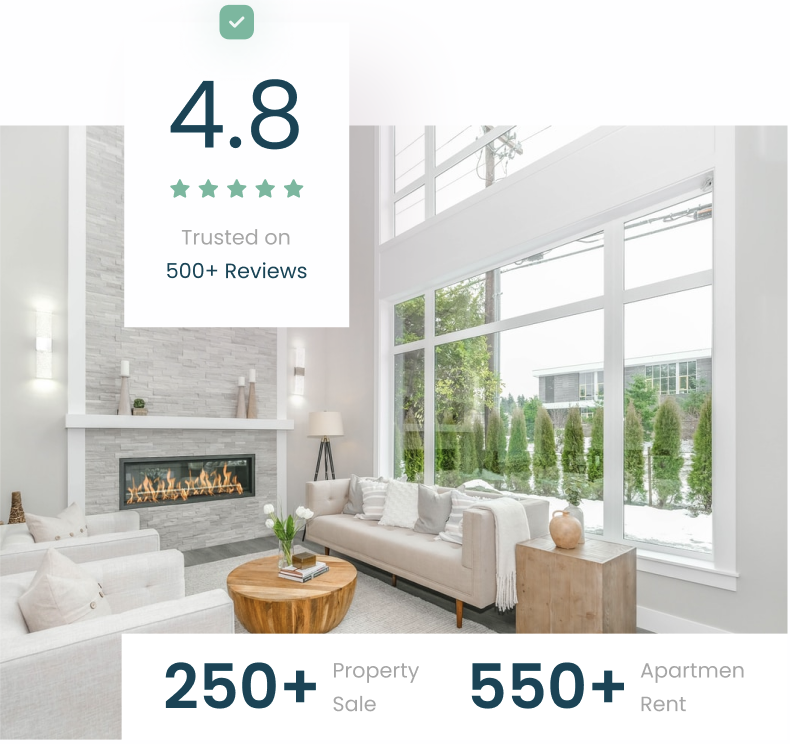 4.8
Trusted on
500+ Reviews
250+
Property
Sale
550+
Apartmen
Rent